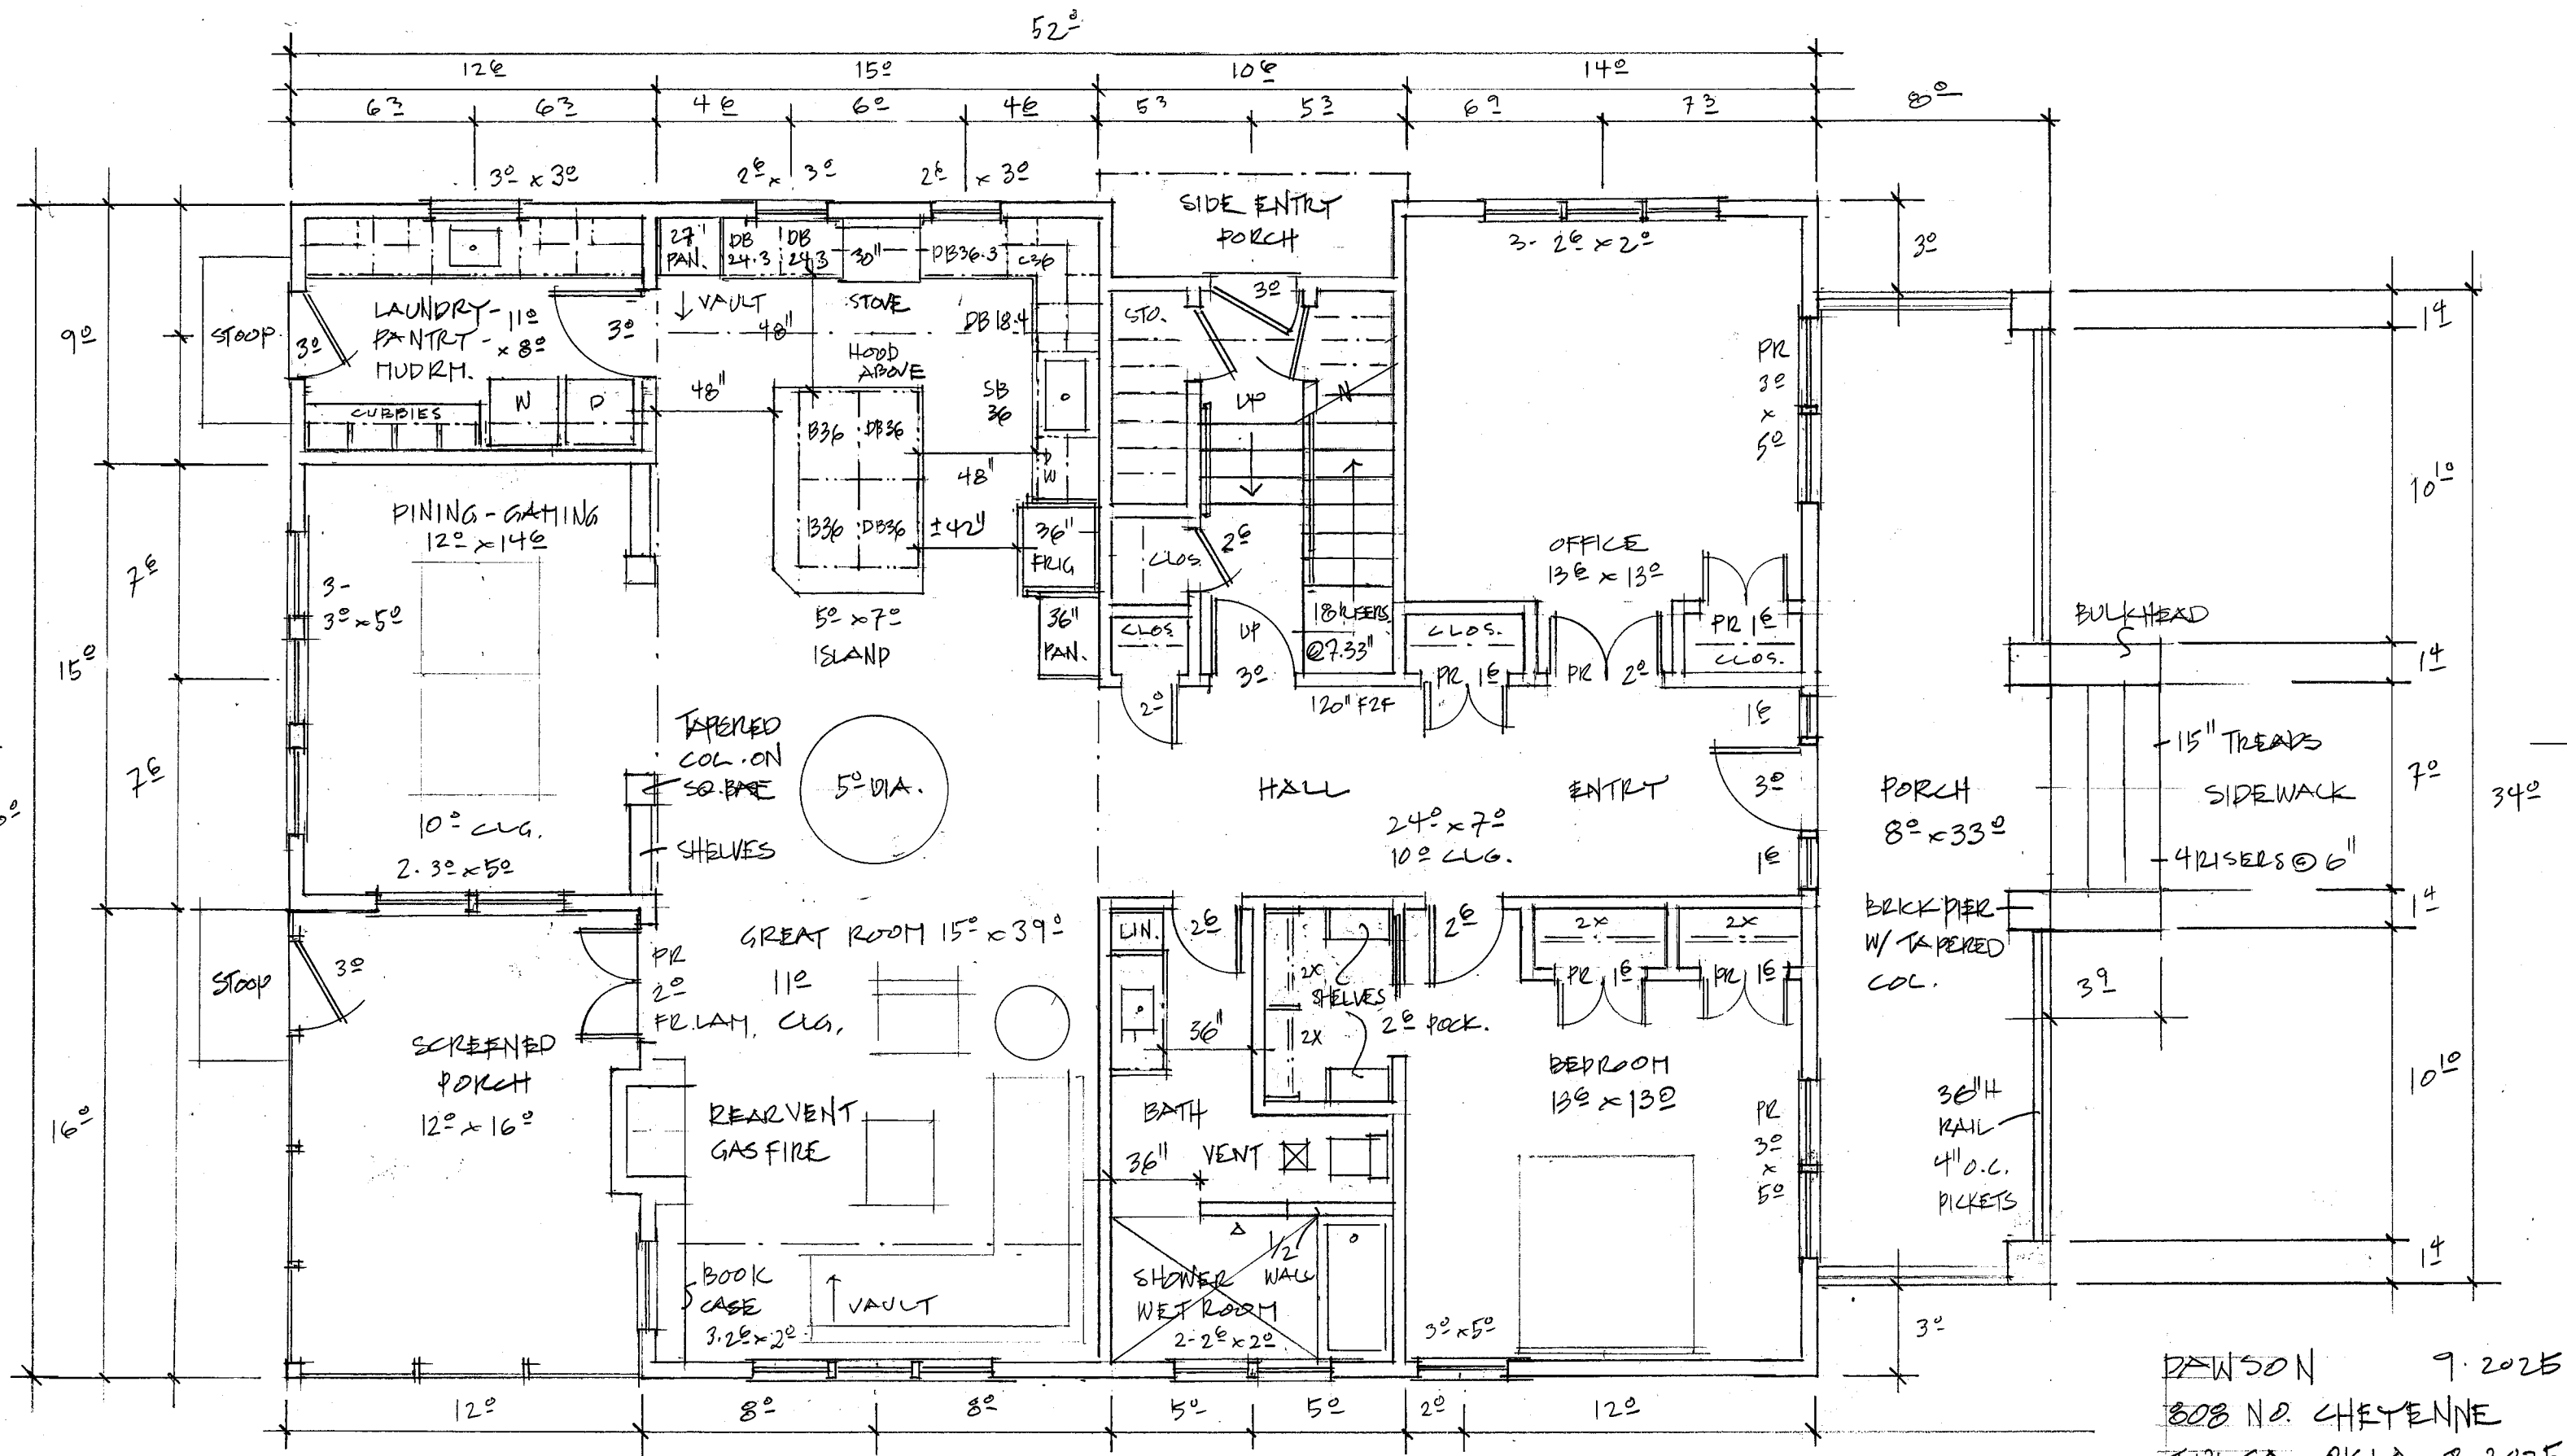 52⁰
12⁶ 15⁰ 10⁶ 14⁰
6³ 6³ 4⁶ 6⁰ 4⁶ 5³ 5³ 6⁹ 7³ 8⁰
3⁰ x 3⁰ 2⁶ x 3⁰ 2⁶ x 3⁰
SIDE ENTRY
PORCH
3- 2⁶ x 2⁰
3⁰
27"
PAN.
DB
24.3
DB
24.3
30"
DB36.3
C36
LAUNDRY-
PANTRY-
MUDRM.
11⁰
x 8⁰
STOOP
3⁰
3⁰
↓ VAULT
48"
STOVE
DB 18.4
HOOD
ABOVE
48"
SB
36
STO.
3⁰
UP
CUBBIES
W
D
B36
DB36
48"
DW
B36
DB36
±42"
36"
FRIG
CLOS.
2⁶
PR
3⁰
x
5⁰
9⁰
1⁴
10¹⁰
DINING-GAMING
12⁰ x 14⁶
3-
3⁰ x 5⁰
7⁶
15⁰
7⁶
5⁰ x 7⁰
ISLAND
36"
PAN.
CLOS
UP
3⁰
18 RISERS
@7.33"
OFFICE
13⁶ x 13⁰
CLOS.
PR 1⁶
PR 2⁰
PR 1⁶
CLOS.
BULKHEAD
1⁴
2⁰
120" F2F
1⁶
TAPERED
COL. ON
SQ. BASE
5⁰ DIA.
HALL
ENTRY
3⁰
PORCH
8⁰ x 33⁰
15" TREADS
SIDEWALK
4 RISERS @ 6"
7⁰
34⁰
24⁰ x 7⁰
10⁰ CLG.
1⁶
10⁰ CLG.
2. 3⁰ x 5⁰
SHELVES
BRICK PIER
W/ TAPERED
COL.
1⁴
3⁹
STOOP
3⁰
PR
2⁰
GREAT ROOM 15⁰ x 39⁰
11⁰
FR. LAM. CLG.
LIN.
2⁶
2X
SHELVES
2X
2⁶
2⁶ POCK.
2X
2X
PR 1⁶
PR 1⁶
36"
SCREENED
PORCH
12⁰ x 16⁰
16⁰
REAR VENT
GAS FIRE
BATH
36"
VENT
BEDROOM
13⁶ x 13⁰
PR
3⁰
x
5⁰
36"H
RAIL
4" O.C.
PICKETS
10¹⁰
1⁴
BOOK
CASE
3. 2⁶ x 2⁰
↑ VAULT
1/2
WALL
SHOWER
WET ROOM
2-2⁶ x 2⁰
3⁰ x 5⁰
3⁰
12⁰ 8⁰ 8⁰ 5⁰ 5⁰ 2⁰ 12⁰
DAWSON 9.2025
808 NO. CHEYENNE